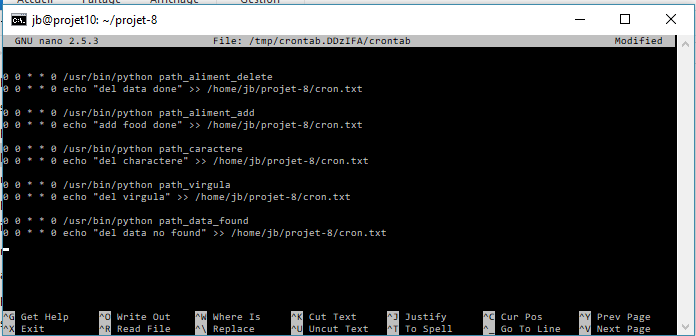 jb@projet10: ~/projet-8
GNU nano 2.5.3 File: /tmp/crontab.DDzIFA/crontab Modified
0 0 * * 0 /usr/bin/python path_aliment_delete
0 0 * * 0 echo "del data done" >> /home/jb/projet-8/cron.txt
0 0 * * 0 /usr/bin/python path_aliment_add
0 0 * * 0 echo "add food done" >> /home/jb/projet-8/cron.txt
0 0 * * 0 /usr/bin/python path_caractere
0 0 * * 0 echo "del charactere" >> /home/jb/projet-8/cron.txt
0 0 * * 0 /usr/bin/python path_virgula
0 0 * * 0 echo "del virgula" >> /home/jb/projet-8/cron.txt
0 0 * * 0 /usr/bin/python path_data_found
0 0 * * 0 echo "del data no found" >> /home/jb/projet-8/cron.txt
^G Get Help ^O Write Out ^W Where Is ^K Cut Text ^J Justify ^C Cur Pos ^Y Prev Page
^X Exit ^R Read File ^\ Replace ^U Uncut Text ^T To Spell ^_ Go To Line ^V Next Page